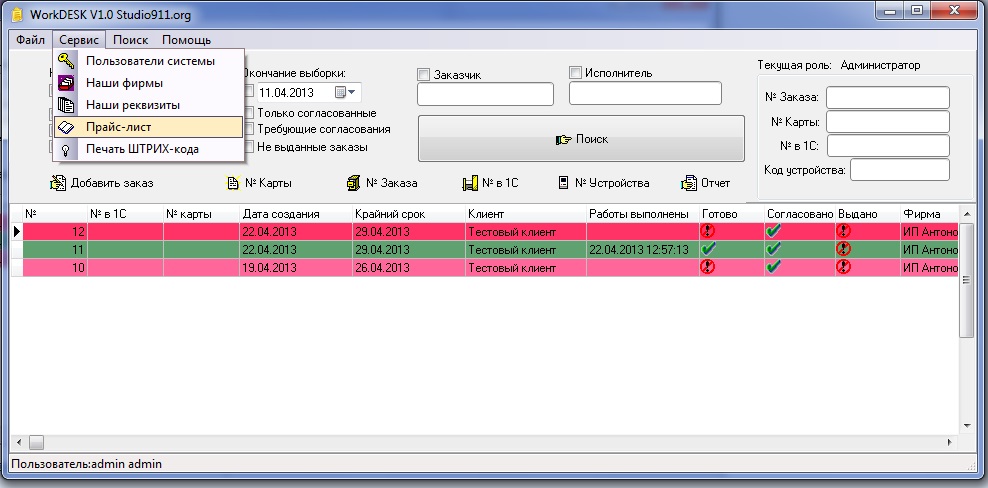 WorkDESK V1.0 Studio911.org
Файл Сервис Поиск Помощь
Пользователи системы
Наши фирмы
Наши реквизиты
Прайс-лист
Печать ШТРИХ-кода
кончание выборки:
11.04.2013
Только согласованные
Требующие согласования
Не выданные заказы
Заказчик
Исполнитель
Поиск
Текущая роль: Администратор
№ Заказа:
№ Карты:
№ в 1С:
Код устройства:
Добавить заказ № Карты № Заказа № в 1С № Устройства Отчет
№ № в 1С № карты Дата создания Крайний срок Клиент Работы выполнены Готово Согласовано Выдано Фирма
12 22.04.2013 29.04.2013 Тестовый клиент ИП Антоно
11 22.04.2013 29.04.2013 Тестовый клиент 22.04.2013 12:57:13 ИП Антоно
10 19.04.2013 26.04.2013 Тестовый клиент ИП Антоно
Пользователь:admin admin